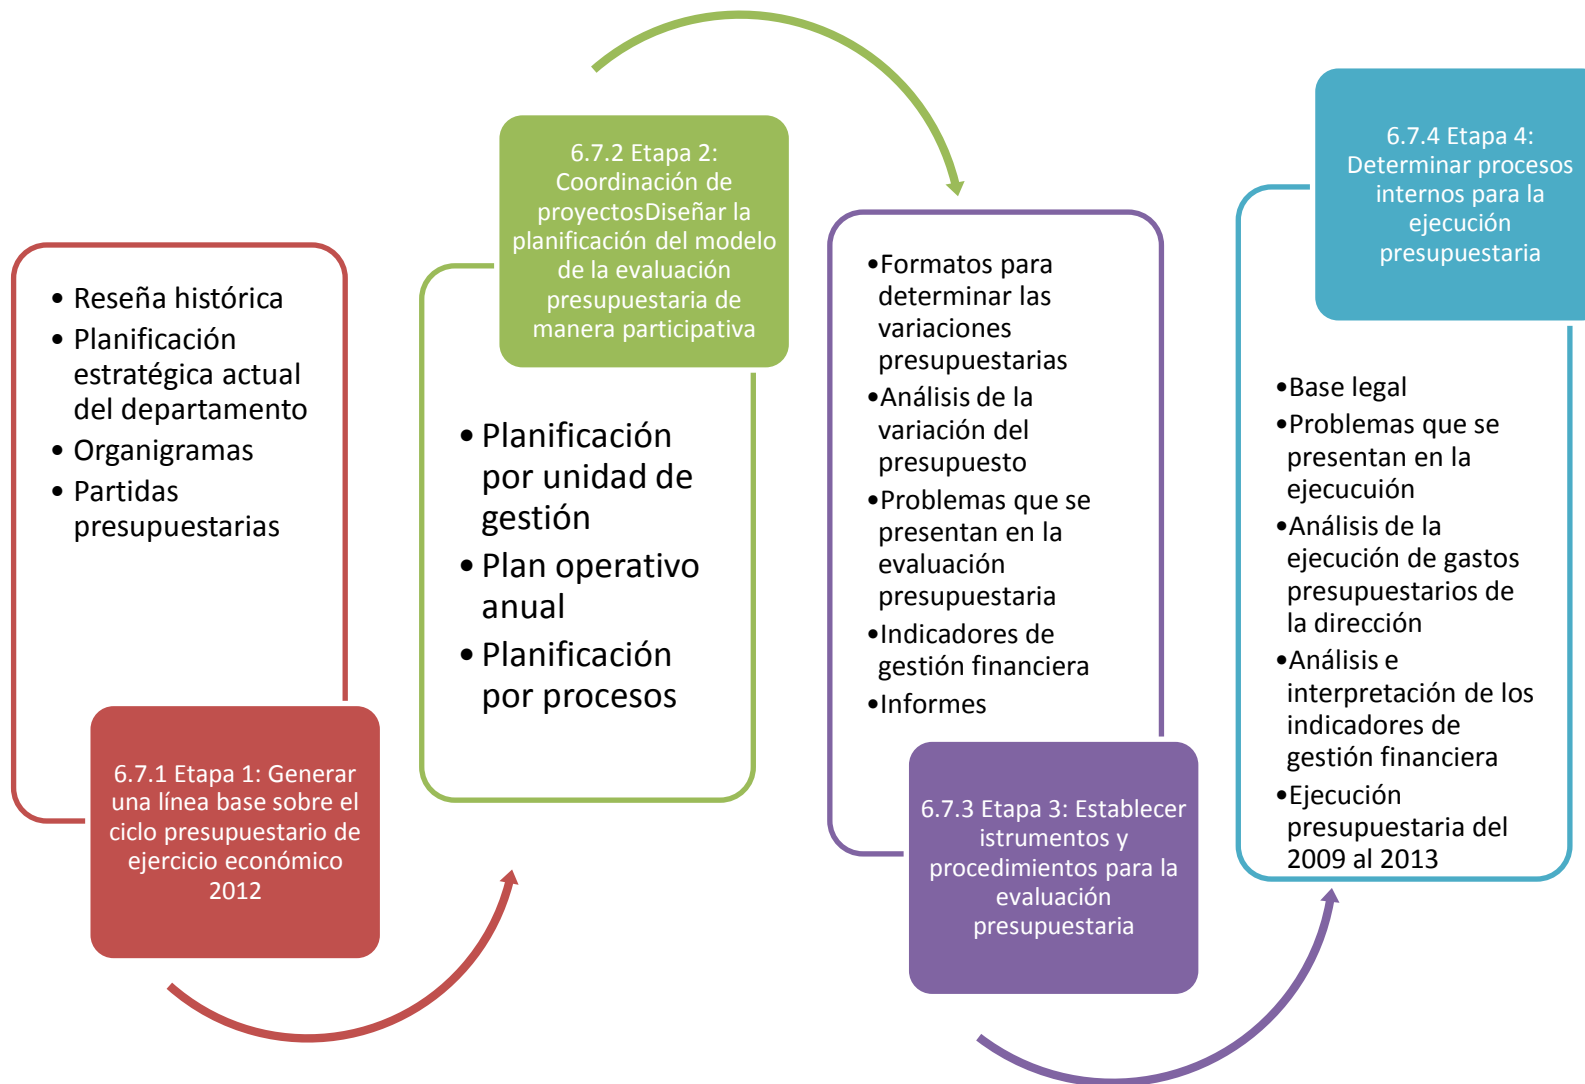 • Reseña histórica
• Planificación
estratégica actual
del departamento
• Organigramas
• Partidas
presupuestarias
6.7.1 Etapa 1: Generar
una línea base sobre el
ciclo presupuestario de
ejercicio económico
2012
6.7.2 Etapa 2:
Coordinación de
proyectosDiseñar la
planificación del modelo
de la evaluación
presupuestaria de
manera participativa
• Planificación
por unidad de
gestión
• Plan operativo
anual
• Planificación
por procesos
•Formatos para
determinar las
variaciones
presupuestarias
•Análisis de la
variación del
presupuesto
•Problemas que se
presentan en la
evaluación
presupuestaria
•Indicadores de
gestión financiera
•Informes
6.7.3 Etapa 3: Establecer
istrumentos y
procedimientos para la
evaluación
presupuestaria
6.7.4 Etapa 4:
Determinar procesos
internos para la
ejecución
presupuestaria
•Base legal
•Problemas que se
presentan en la
ejecucuión
•Análisis de la
ejecución de gastos
presupuestarios de
la dirección
•Análisis e
interpretación de los
indicadores de
gestión financiera
•Ejecución
presupuestaria del
2009 al 2013